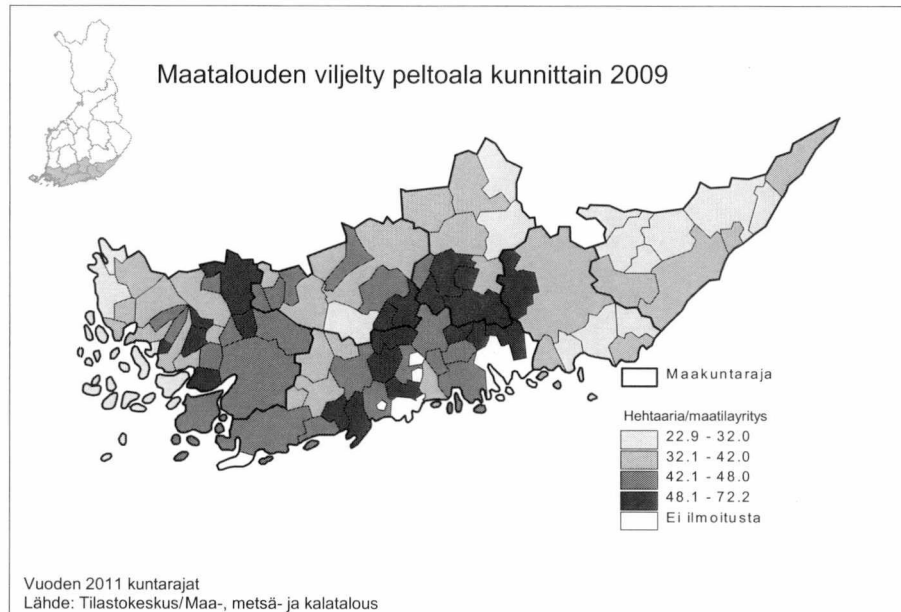 Maatalouden viljelty peltoala kunnittain 2009
Maakuntaraja
Hehtaaria/maatilayritys
22.9 - 32.0
32.1 - 42.0
42.1 - 48.0
48.1 - 72.2
Ei ilmoitusta
Vuoden 2011 kuntarajat
Lähde: Tilastokeskus/Maa-, metsä- ja kalatalous